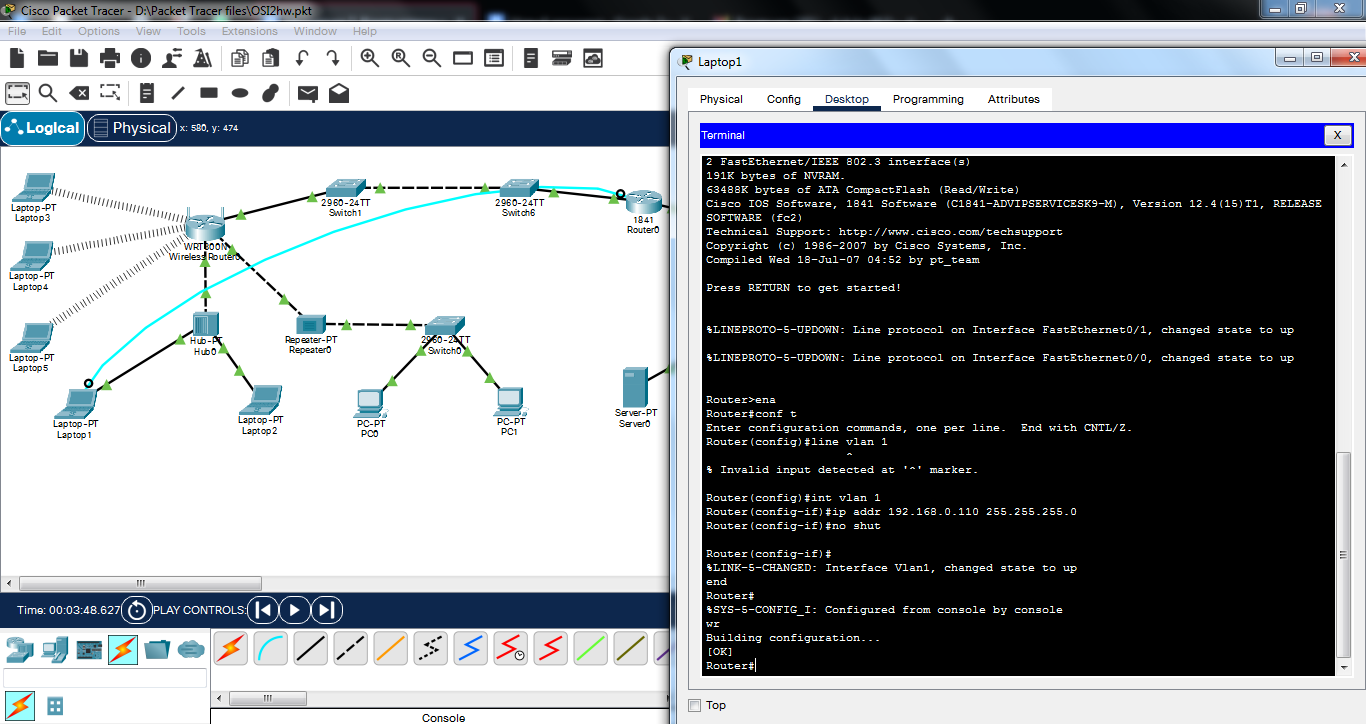 Cisco Packet Tracer - D:\Packet Tracer files\OSI2hw.pkt
File Edit Options View Tools Extensions Window Help
Logical
Physical
x: 580, y: 474
Laptop-PT
Laptop3
Laptop-PT
Laptop4
Laptop-PT
Laptop5
WRT300N
Wireless Router0
2960-24TT
Switch1
2960-24TT
Switch6
1841
Router0
Hub-PT
Hub0
Repeater-PT
Repeater0
2960-24TT
Switch0
Laptop-PT
Laptop1
Laptop-PT
Laptop2
PC-PT
PC0
PC-PT
PC1
Server-PT
Server0
Time: 00:03:48.627
PLAY CONTROLS:
Console
Laptop1
Physical Config Desktop Programming Attributes
Terminal
X
2 FastEthernet/IEEE 802.3 interface(s)
191K bytes of NVRAM.
63488K bytes of ATA CompactFlash (Read/Write)
Cisco IOS Software, 1841 Software (C1841-ADVIPSERVICESK9-M), Version 12.4(15)T1, RELEASE
SOFTWARE (fc2)
Technical Support: http://www.cisco.com/techsupport
Copyright (c) 1986-2007 by Cisco Systems, Inc.
Compiled Wed 18-Jul-07 04:52 by pt_team
Press RETURN to get started!
%LINEPROTO-5-UPDOWN: Line protocol on Interface FastEthernet0/1, changed state to up
%LINEPROTO-5-UPDOWN: Line protocol on Interface FastEthernet0/0, changed state to up
Router>ena
Router#conf t
Enter configuration commands, one per line.  End with CNTL/Z.
Router(config)#line vlan 1
^
% Invalid input detected at '^' marker.
Router(config)#int vlan 1
Router(config-if)#ip addr 192.168.0.110 255.255.255.0
Router(config-if)#no shut
Router(config-if)#
%LINK-5-CHANGED: Interface Vlan1, changed state to up
end
Router#
%SYS-5-CONFIG_I: Configured from console by console
wr
Building configuration...
[OK]
Router#
Top